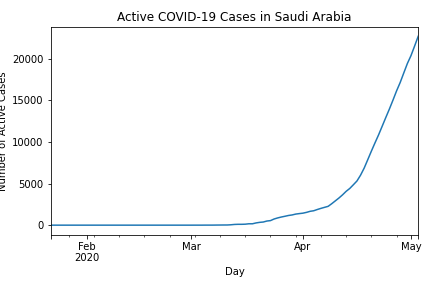 Active COVID-19 Cases in Saudi Arabia
Number of Active Cases
20000
15000
10000
5000
0
Feb Mar Apr May
2020
Day